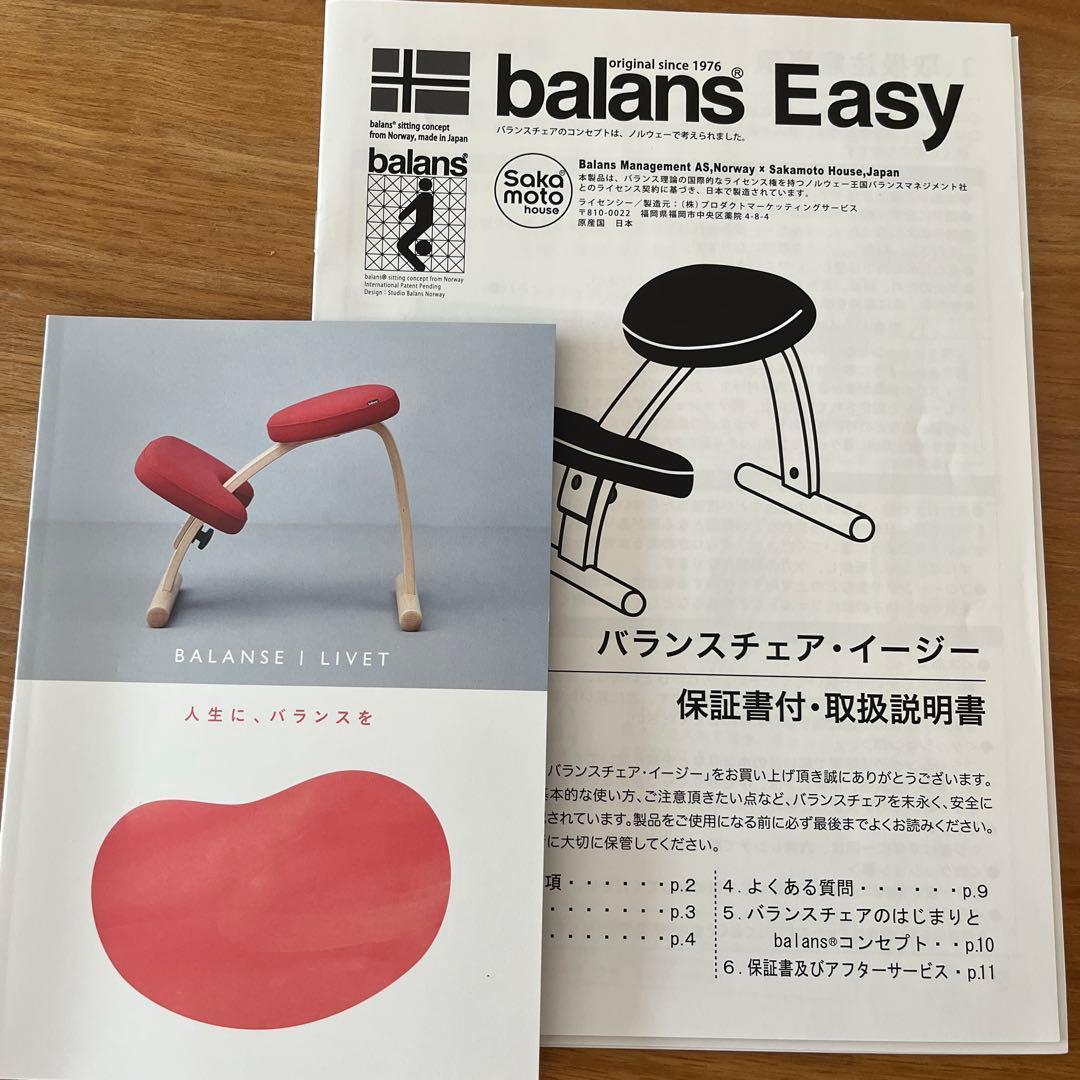 original since 1976
balans® Easy
バランスチェアのコンセプトは、ノルウェーで考えられました。
balans® sitting concept
from Norway, made in Japan
balans®
balans® sitting concept from Norway
International Patent Pending
Design : Studio Balans Norway
Saka®
moto
house
Balans Management AS,Norway × Sakamoto House,Japan
本製品は、バランス理論の国際的なライセンス権を持つノルウェー王国バランスマネジメント社
とのライセンス契約に基づき、日本で製造されています。
ライセンシー／製造元：（株）プロダクトマーケッティングサービス
〒810-0022 福岡県福岡市中央区薬院4-8-4
原産国 日本
バランスチェア・イージー
保証書付・取扱説明書
バランスチェア・イージー」をお買い上げ頂き誠にありがとうございます。
本的な使い方、ご注意頂きたい点など、バランスチェアを末永く、安全に
されています。製品をご使用になる前に必ず最後までよくお読みください。
に大切に保管してください。
項・・・・・・p.2
・・・・・・p.3
・・・・・・p.4
4．よくある質問・・・・・・p.9
5．バランスチェアのはじまりと
balans®コンセプト・・p.10
6．保証書及びアフターサービス・p.11
BALANSE I LIVET
人生に、バランスを